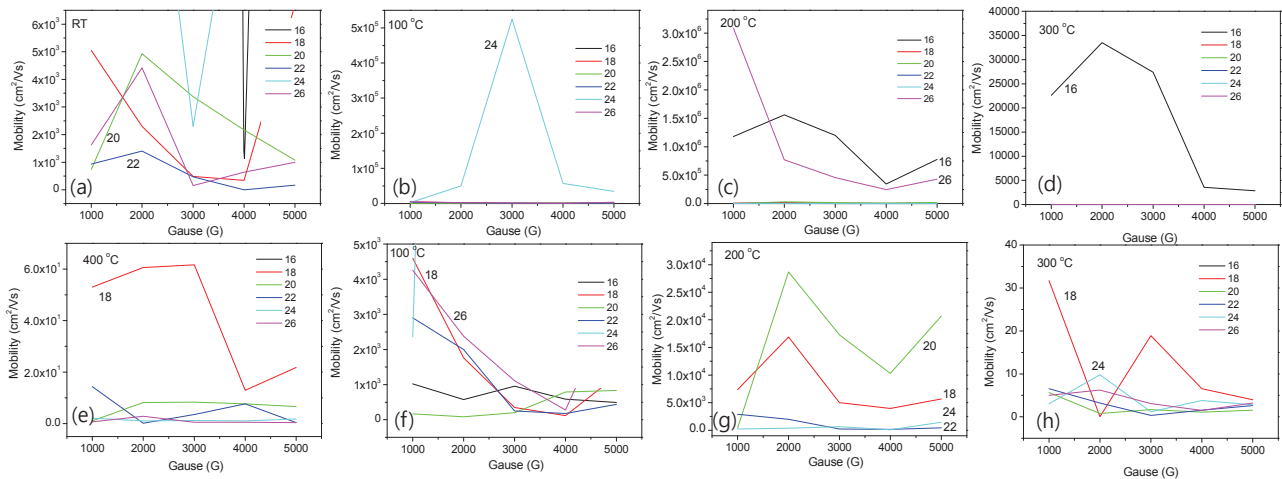 Mobility (cm²/Vs)
6x10³
5x10³
4x10³
3x10³
2x10³
1x10³
0
RT
16
18
20
22
24
26
20
22
(a)
1000 2000 3000 4000 5000
Gause (G)
Mobility (cm²/Vs)
5x10⁵
4x10⁵
3x10⁵
2x10⁵
1x10⁵
0
100 °C
24
16
18
20
22
24
26
(b)
1000 2000 3000 4000 5000
Gause (G)
Mobility (cm²/Vs)
3.0x10⁶
2.5x10⁶
2.0x10⁶
1.5x10⁶
1.0x10⁶
5.0x10⁵
0.0
200 °C
16
18
20
22
24
26
16
26
(c)
1000 2000 3000 4000 5000
Gause (G)
Mobility (cm²/Vs)
40000
35000
30000
25000
20000
15000
10000
5000
0
300 °C
16
16
18
20
22
24
26
(d)
1000 2000 3000 4000 5000
Gause (G)
Mobility (cm²/Vs)
6.0x10¹
4.0x10¹
2.0x10¹
0.0
400 °C
18
16
18
20
22
24
26
(e)
1000 2000 3000 4000 5000
Gause (G)
Mobility (cm²/Vs)
5x10³
4x10³
3x10³
2x10³
1x10³
0
100 °C
18
26
16
18
20
22
24
26
(f)
1000 2000 3000 4000 5000
Gause (G)
Mobility (cm²/Vs)
3.0x10⁴
2.5x10⁴
2.0x10⁴
1.5x10⁴
1.0x10⁴
5.0x10³
0.0
200 °C
16
18
20
22
24
26
20
18
24
22
(g)
1000 2000 3000 4000 5000
Gause (G)
Mobility (cm²/Vs)
40
30
20
10
0
300 °C
18
24
16
18
20
22
24
26
(h)
1000 2000 3000 4000 5000
Gause (G)